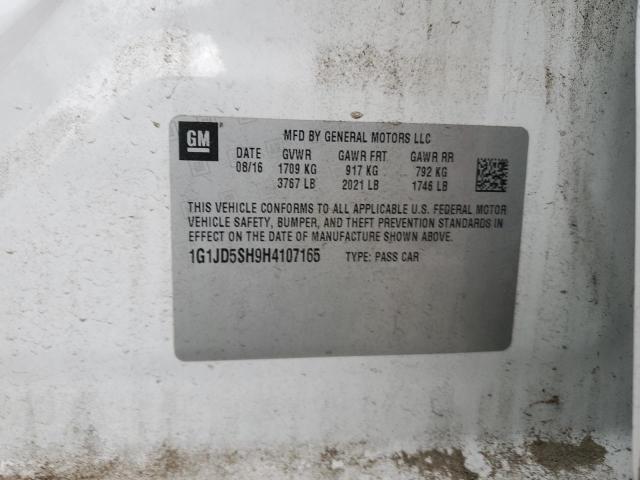 GM
MFD BY GENERAL MOTORS LLC
DATE GVWR GAWR FRT GAWR RR
08/16 1709 KG 917 KG 792 KG
3767 LB 2021 LB 1746 LB
THIS VEHICLE CONFORMS TO ALL APPLICABLE U.S. FEDERAL MOTOR
VEHICLE SAFETY, BUMPER, AND THEFT PREVENTION STANDARDS IN
EFFECT ON THE DATE OF MANUFACTURE SHOWN ABOVE.
1G1JD5SH9H4107165 TYPE: PASS CAR